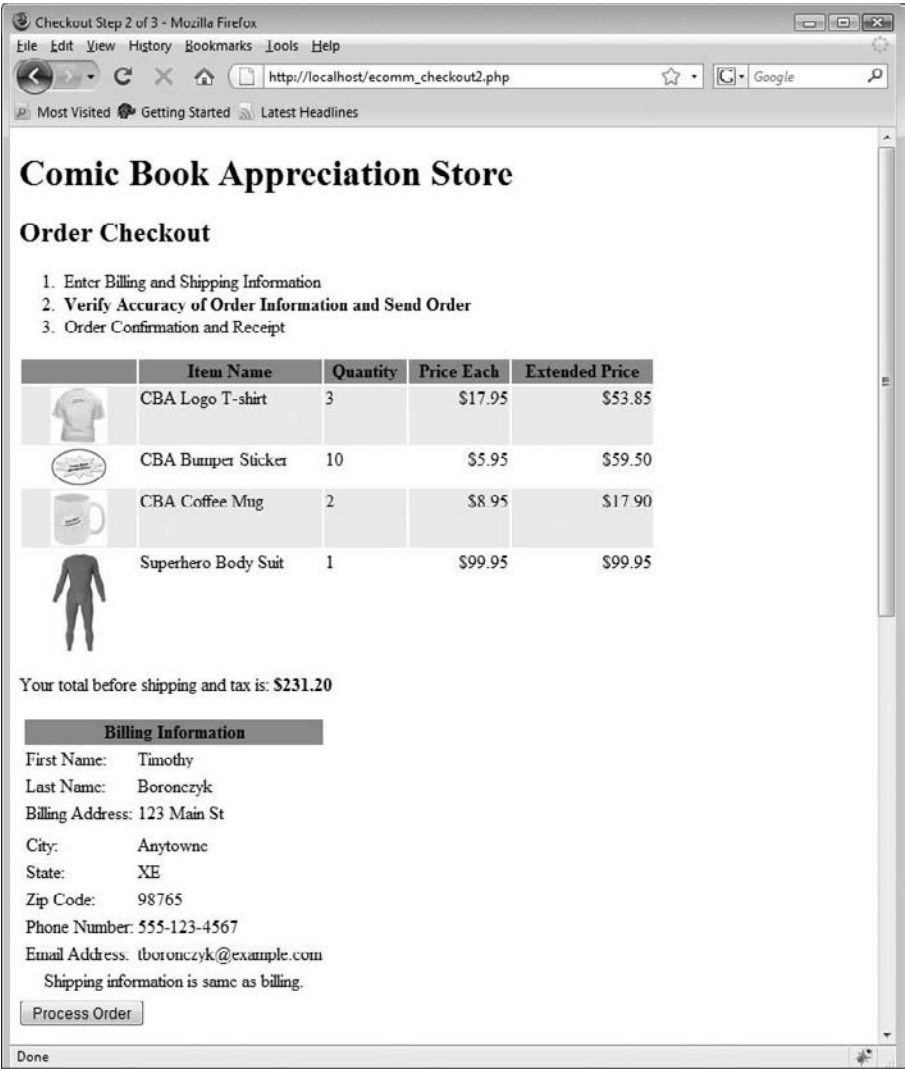 Checkout Step 2 of 3 - Mozilla Firefox
File Edit View History Bookmarks Tools Help
http://localhost/ecomm_checkout2.php
G Google
Most Visited Getting Started Latest Headlines
Comic Book Appreciation Store
Order Checkout
1. Enter Billing and Shipping Information
2. Verify Accuracy of Order Information and Send Order
3. Order Confirmation and Receipt
Item Name Quantity Price Each Extended Price
CBA Logo T-shirt 3 $17.95 $53.85
CBA Bumper Sticker 10 $5.95 $59.50
CBA Coffee Mug 2 $8.95 $17.90
Superhero Body Suit 1 $99.95 $99.95
Your total before shipping and tax is: $231.20
Billing Information
First Name: Timothy
Last Name: Boronczyk
Billing Address: 123 Main St
City: Anytowne
State: XE
Zip Code: 98765
Phone Number: 555-123-4567
Email Address: tboronczyk@example.com
Shipping information is same as billing.
Process Order
Done